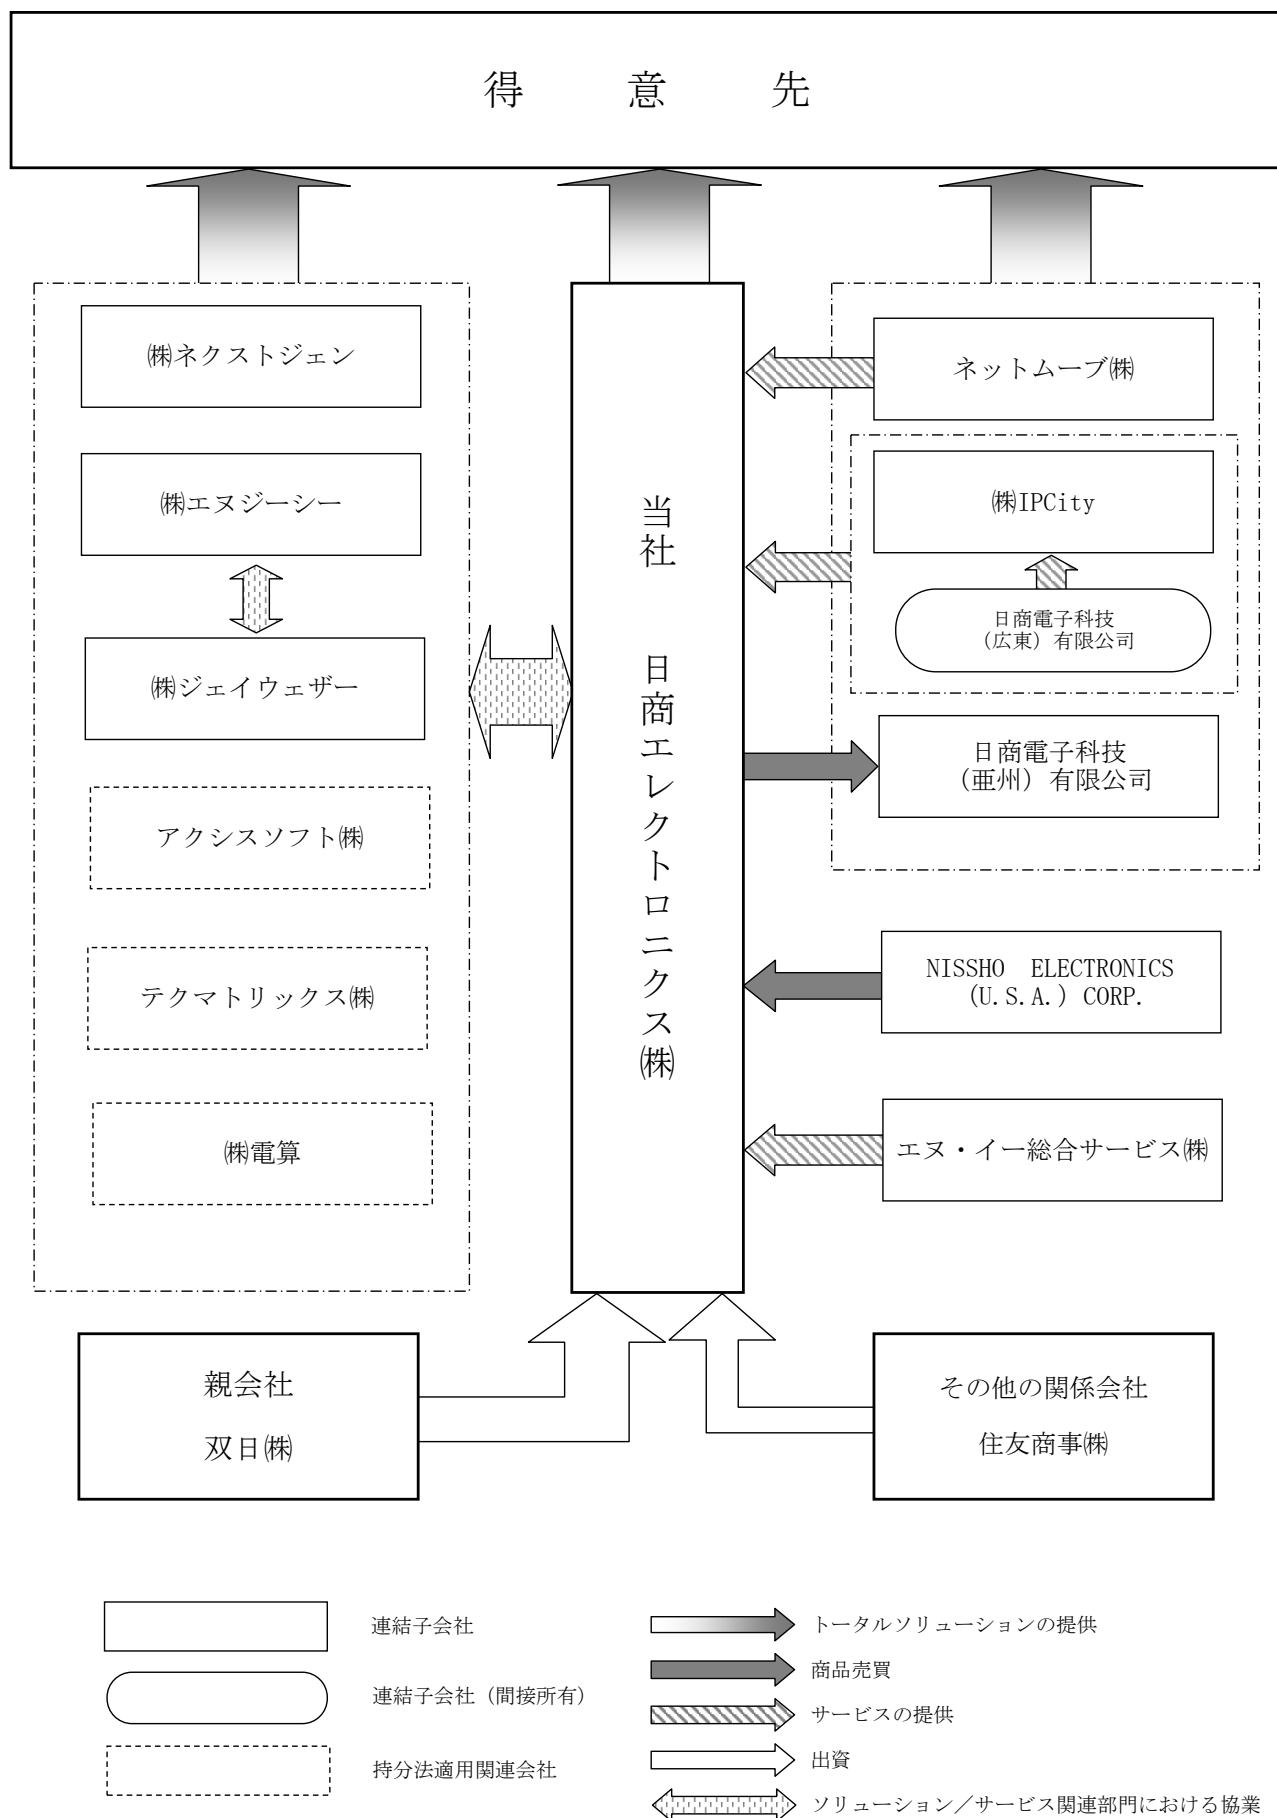 得意先
㈱ネクストジェン
㈱エヌジーシー
㈱ジェイウェザー
アクシスソフト㈱
テクマトリックス㈱
㈱電算
当社 日商エレクトロニクス㈱
ネットムーブ㈱
㈱IPCity
日商電子科技
（広東）有限公司
日商電子科技
（亜州）有限公司
NISSHO ELECTRONICS
(U.S.A.) CORP.
エヌ・イー総合サービス㈱
親会社
双日㈱
その他の関係会社
住友商事㈱
連結子会社
連結子会社（間接所有）
持分法適用関連会社
トータルソリューションの提供
商品売買
サービスの提供
出資
ソリューション／サービス関連部門における協業